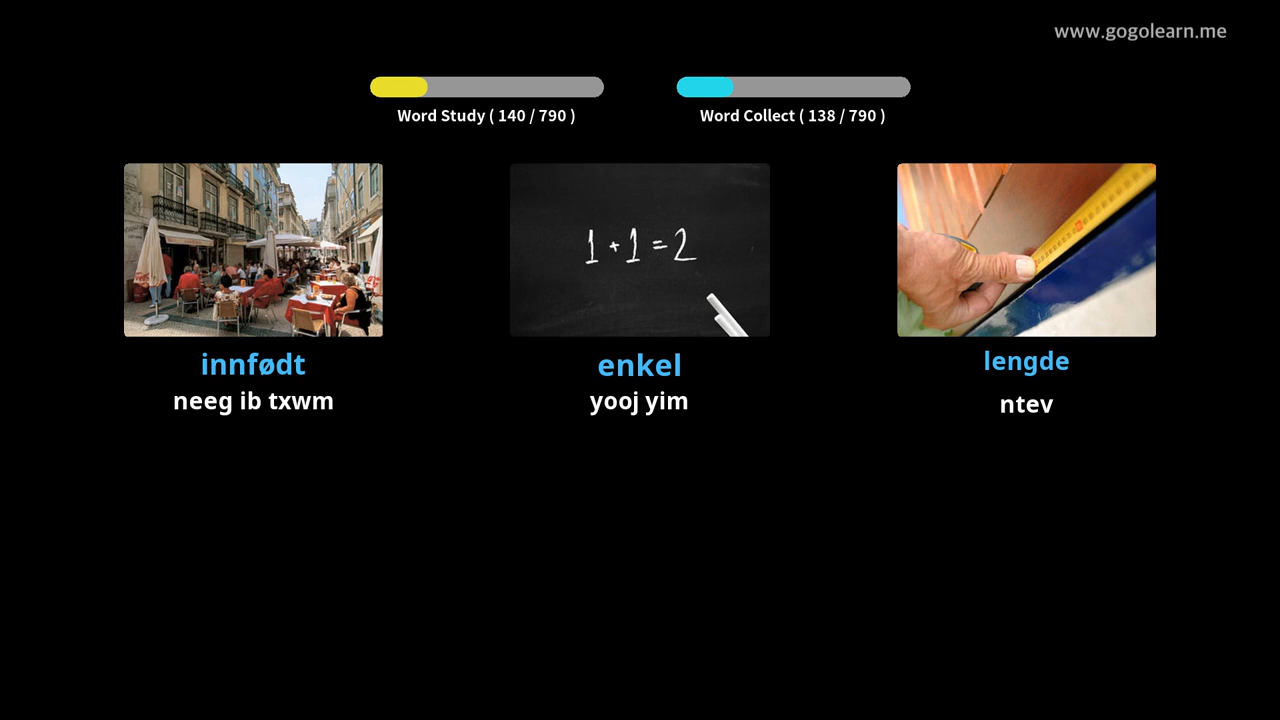 www.gogolearn.me
Word Study ( 140 / 790 )
Word Collect ( 138 / 790 )
1 + 1 = 2
innfødt
enkel
lengde
neeg ib txwm
yooj yim
ntev